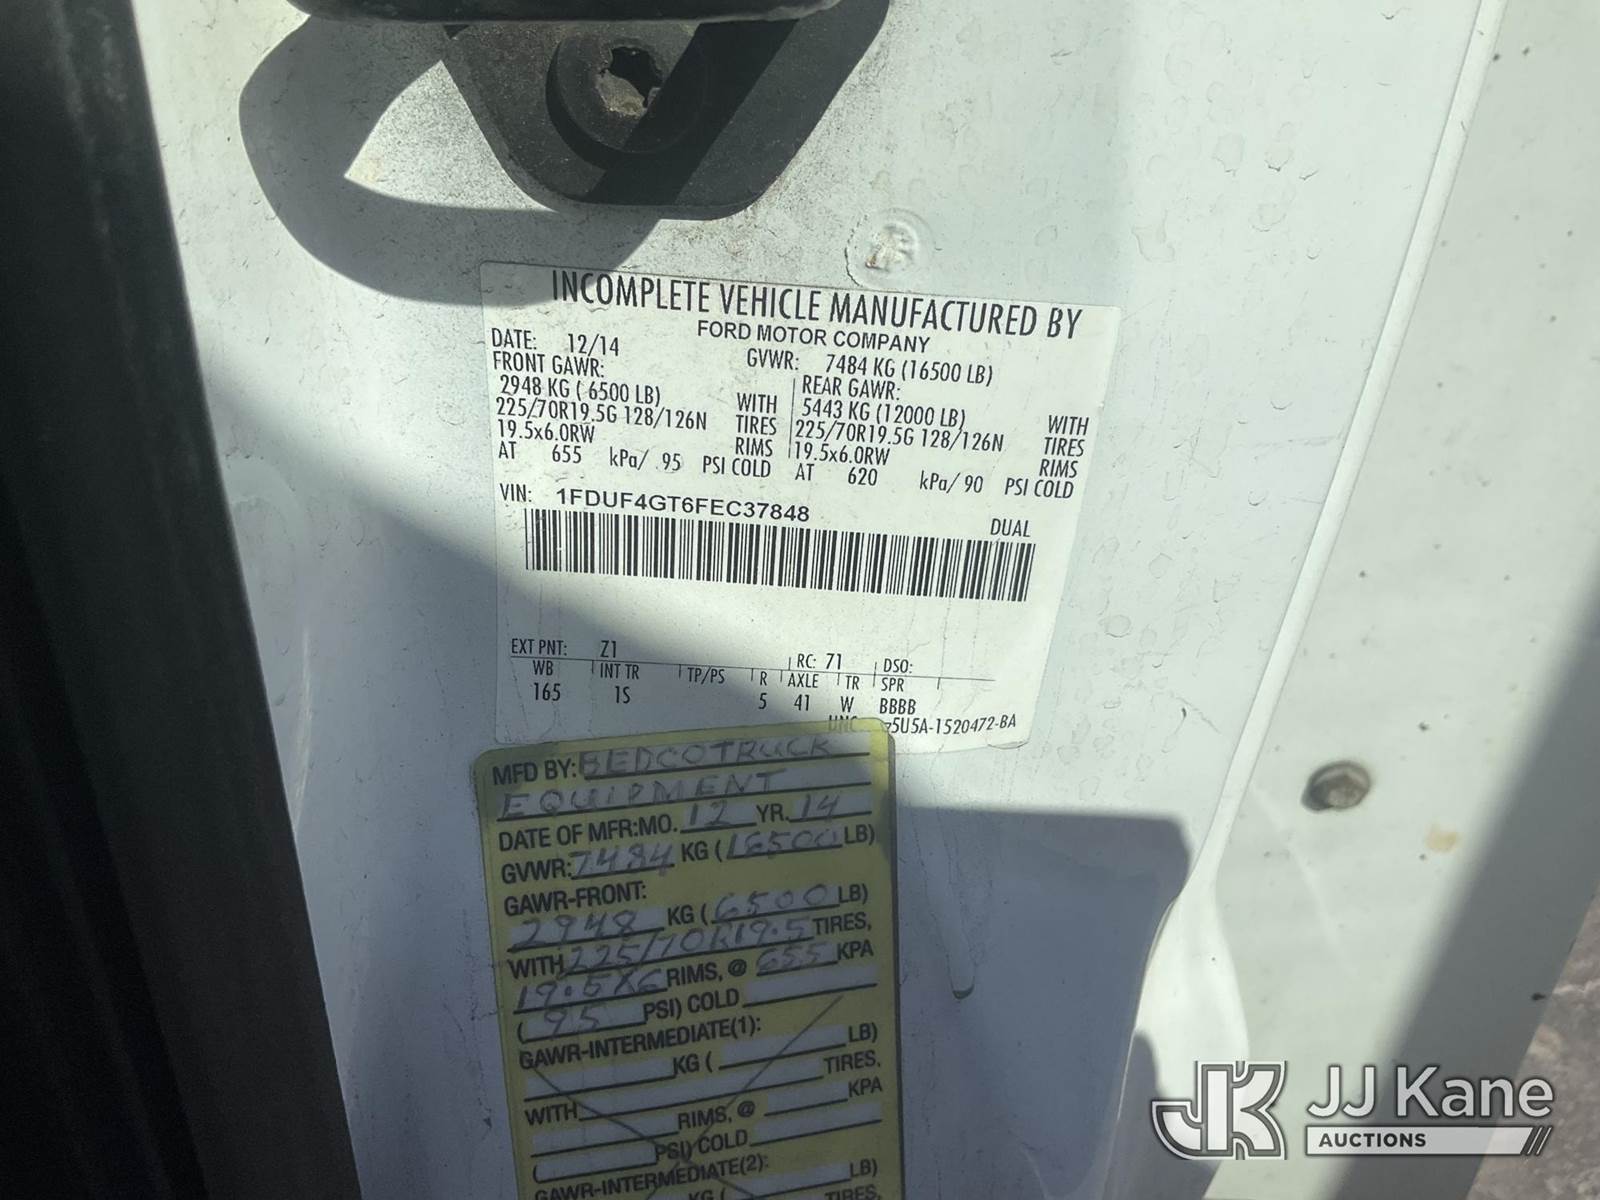 INCOMPLETE VEHICLE MANUFACTURED BY
FORD MOTOR COMPANY
DATE: 12/14 GVWR: 7484 KG (16500 LB)
FRONT GAWR: REAR GAWR:
2948 KG ( 6500 LB) WITH 5443 KG (12000 LB) WITH
225/70R19.5G 128/126N TIRES 225/70R19.5G 128/126N TIRES
19.5x6.0RW RIMS 19.5x6.0RW RIMS
AT 655 kPa/ 95 PSI COLD AT 620 kPa/ 90 PSI COLD
VIN: 1FDUF4GT6FEC37848 DUAL
EXT PNT: Z1 RC: 71 DSO:
WB INT TR TP/PS R AXLE TR SPR
165 1S 5 41 W BBBB
5U5A-1520472-BA
MFD BY: BEDCO TRUCK
EQUIPMENT
DATE OF MFR: MO. 12 YR. 14
GVWR: 7484 KG (16500 LB)
GAWR-FRONT:
2948 KG (6500 LB)
WITH 225/70R19.5 TIRES,
19.5X6 RIMS, @ 655 KPA
(95 PSI) COLD
GAWR-INTERMEDIATE(1):
KG ( LB)
WITH TIRES,
RIMS, @ KPA
( PSI) COLD
GAWR-INTERMEDIATE(2):
KG ( LB)
TIRES,
JJ Kane
AUCTIONS